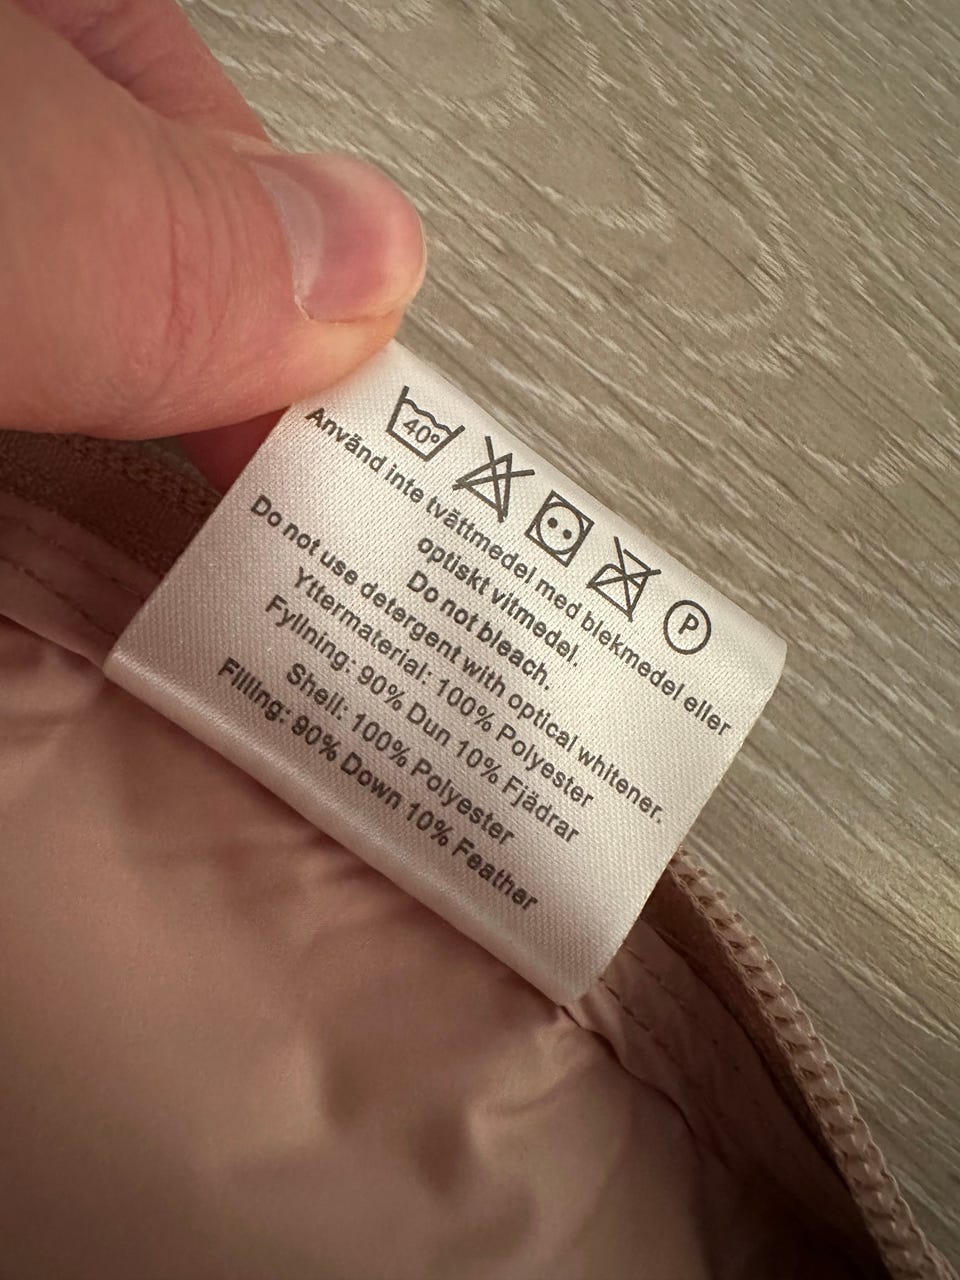 40°
P
Använd inte tvättmedel med blekmedel eller
optiskt vitmedel.
Do not bleach.
Do not use detergent with optical whitener.
Yttermaterial: 100% Polyester
Fyllning: 90% Dun 10% Fjädrar
Shell: 100% Polyester
Filling: 90% Down 10% Feather